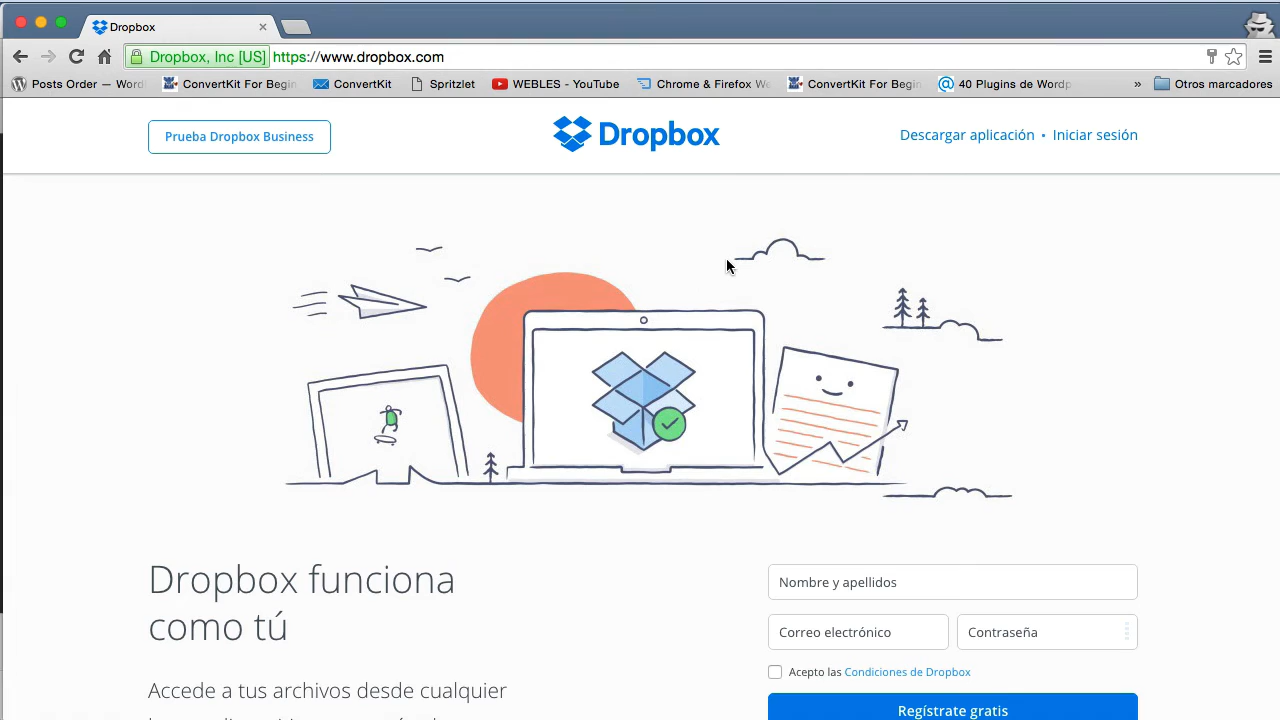 Dropbox
Dropbox, Inc [US] https://www.dropbox.com
Posts Order — Word
ConvertKit For Begin
ConvertKit
Spritzlet
WEBLES - YouTube
Chrome & Firefox W
ConvertKit For Begin
40 Plugins de Wordp
» Otros marcadores
Prueba Dropbox Business
Dropbox
Descargar aplicación • Iniciar sesión
Dropbox funciona
como tú
Accede a tus archivos desde cualquier
Nombre y apellidos
Correo electrónico
Contraseña
Acepto las Condiciones de Dropbox
Regístrate gratis